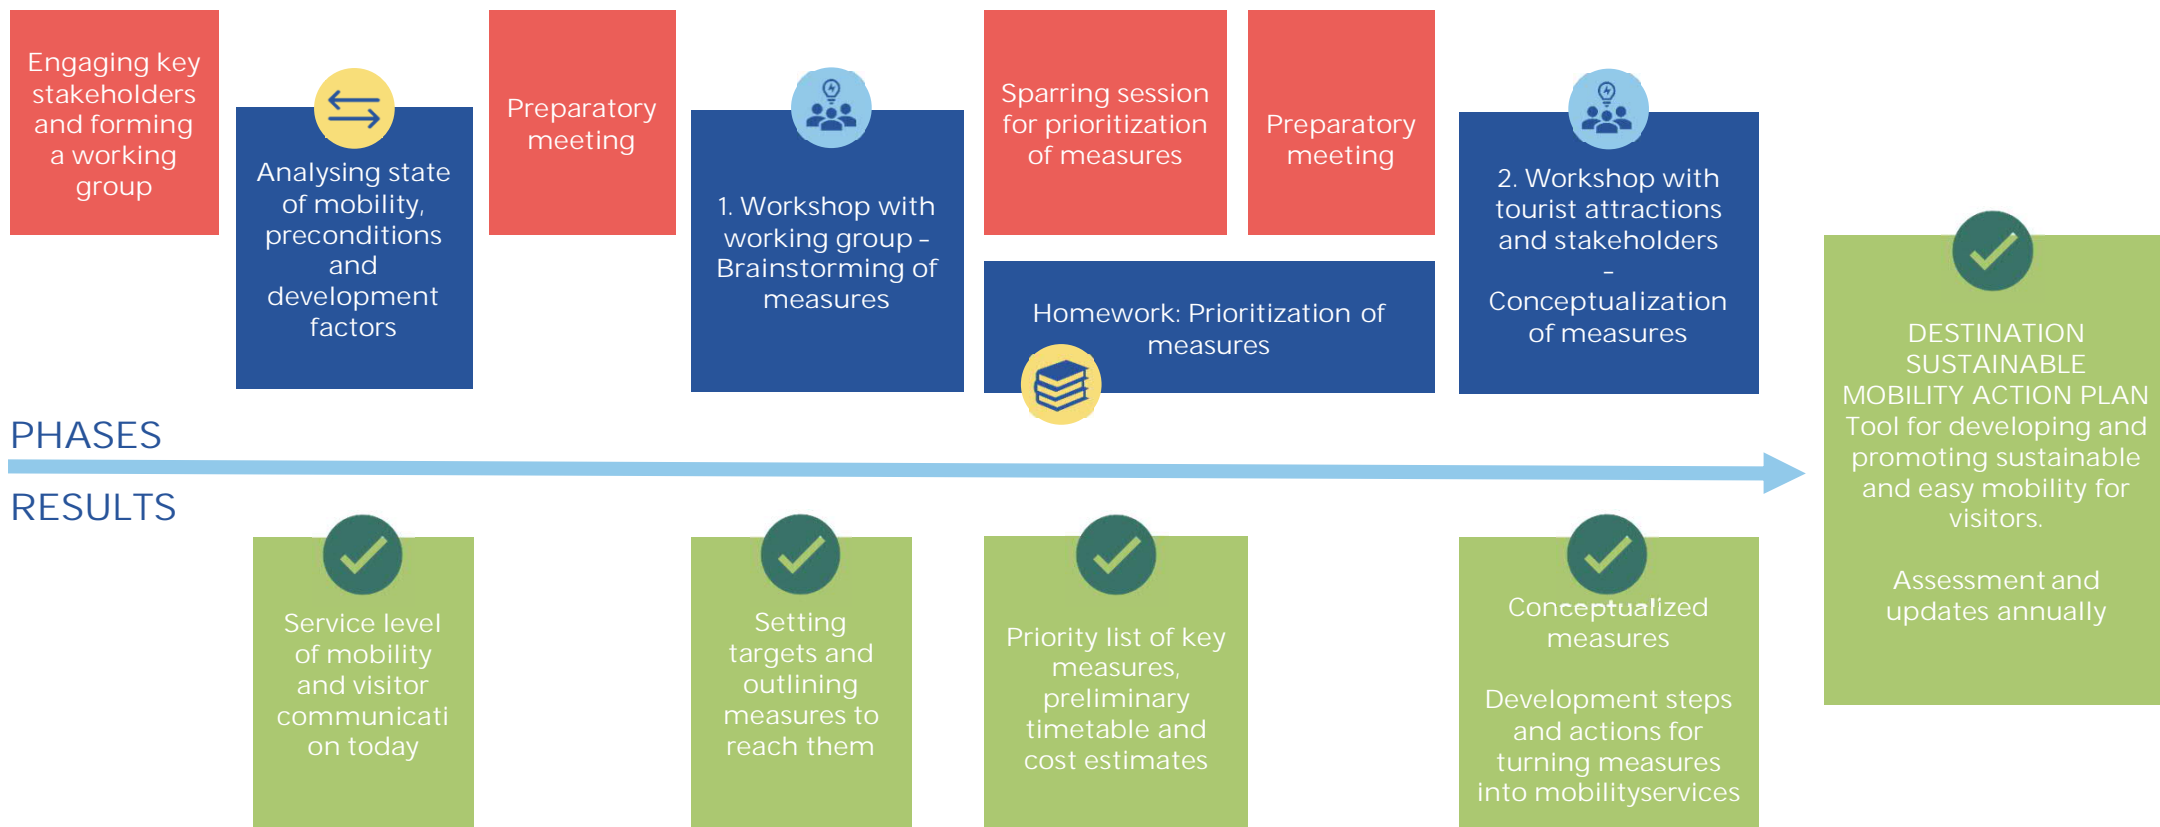 Engaging key
stakeholders
and forming
a working
group
Analysing state
of mobility,
preconditions
and
development
factors
Preparatory
meeting
1. Workshop with
working group –
Brainstorming of
measures
Sparring session
for prioritization
of measures
Preparatory
meeting
Homework: Prioritization of
measures
2. Workshop with
tourist attractions
and stakeholders
–
Conceptualization
of measures
DESTINATION
SUSTAINABLE
MOBILITY ACTION PLAN
Tool for developing and
promoting sustainable
and easy mobility for
visitors.
Assessment and
updates annually
PHASES
RESULTS
Service level
of mobility
and visitor
communicati
on today
Setting
targets and
outlining
measures to
reach them
Priority list of key
measures,
preliminary
timetable and
cost estimates
Conceptualized
measures
Development steps
and actions for
turning measures
into mobilityservices